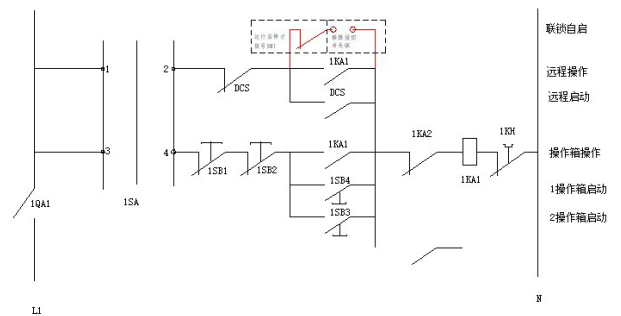 联锁自启
1
2
1KA1
远程操作
DCS
DCS
远程启动
3
4
1SB1
1SB2
1KA1
1KA2
1KH
操作箱操作
1SB4
1KA1
1操作箱启动
1QA1
1SA
1SB3
2操作箱启动
L1
N